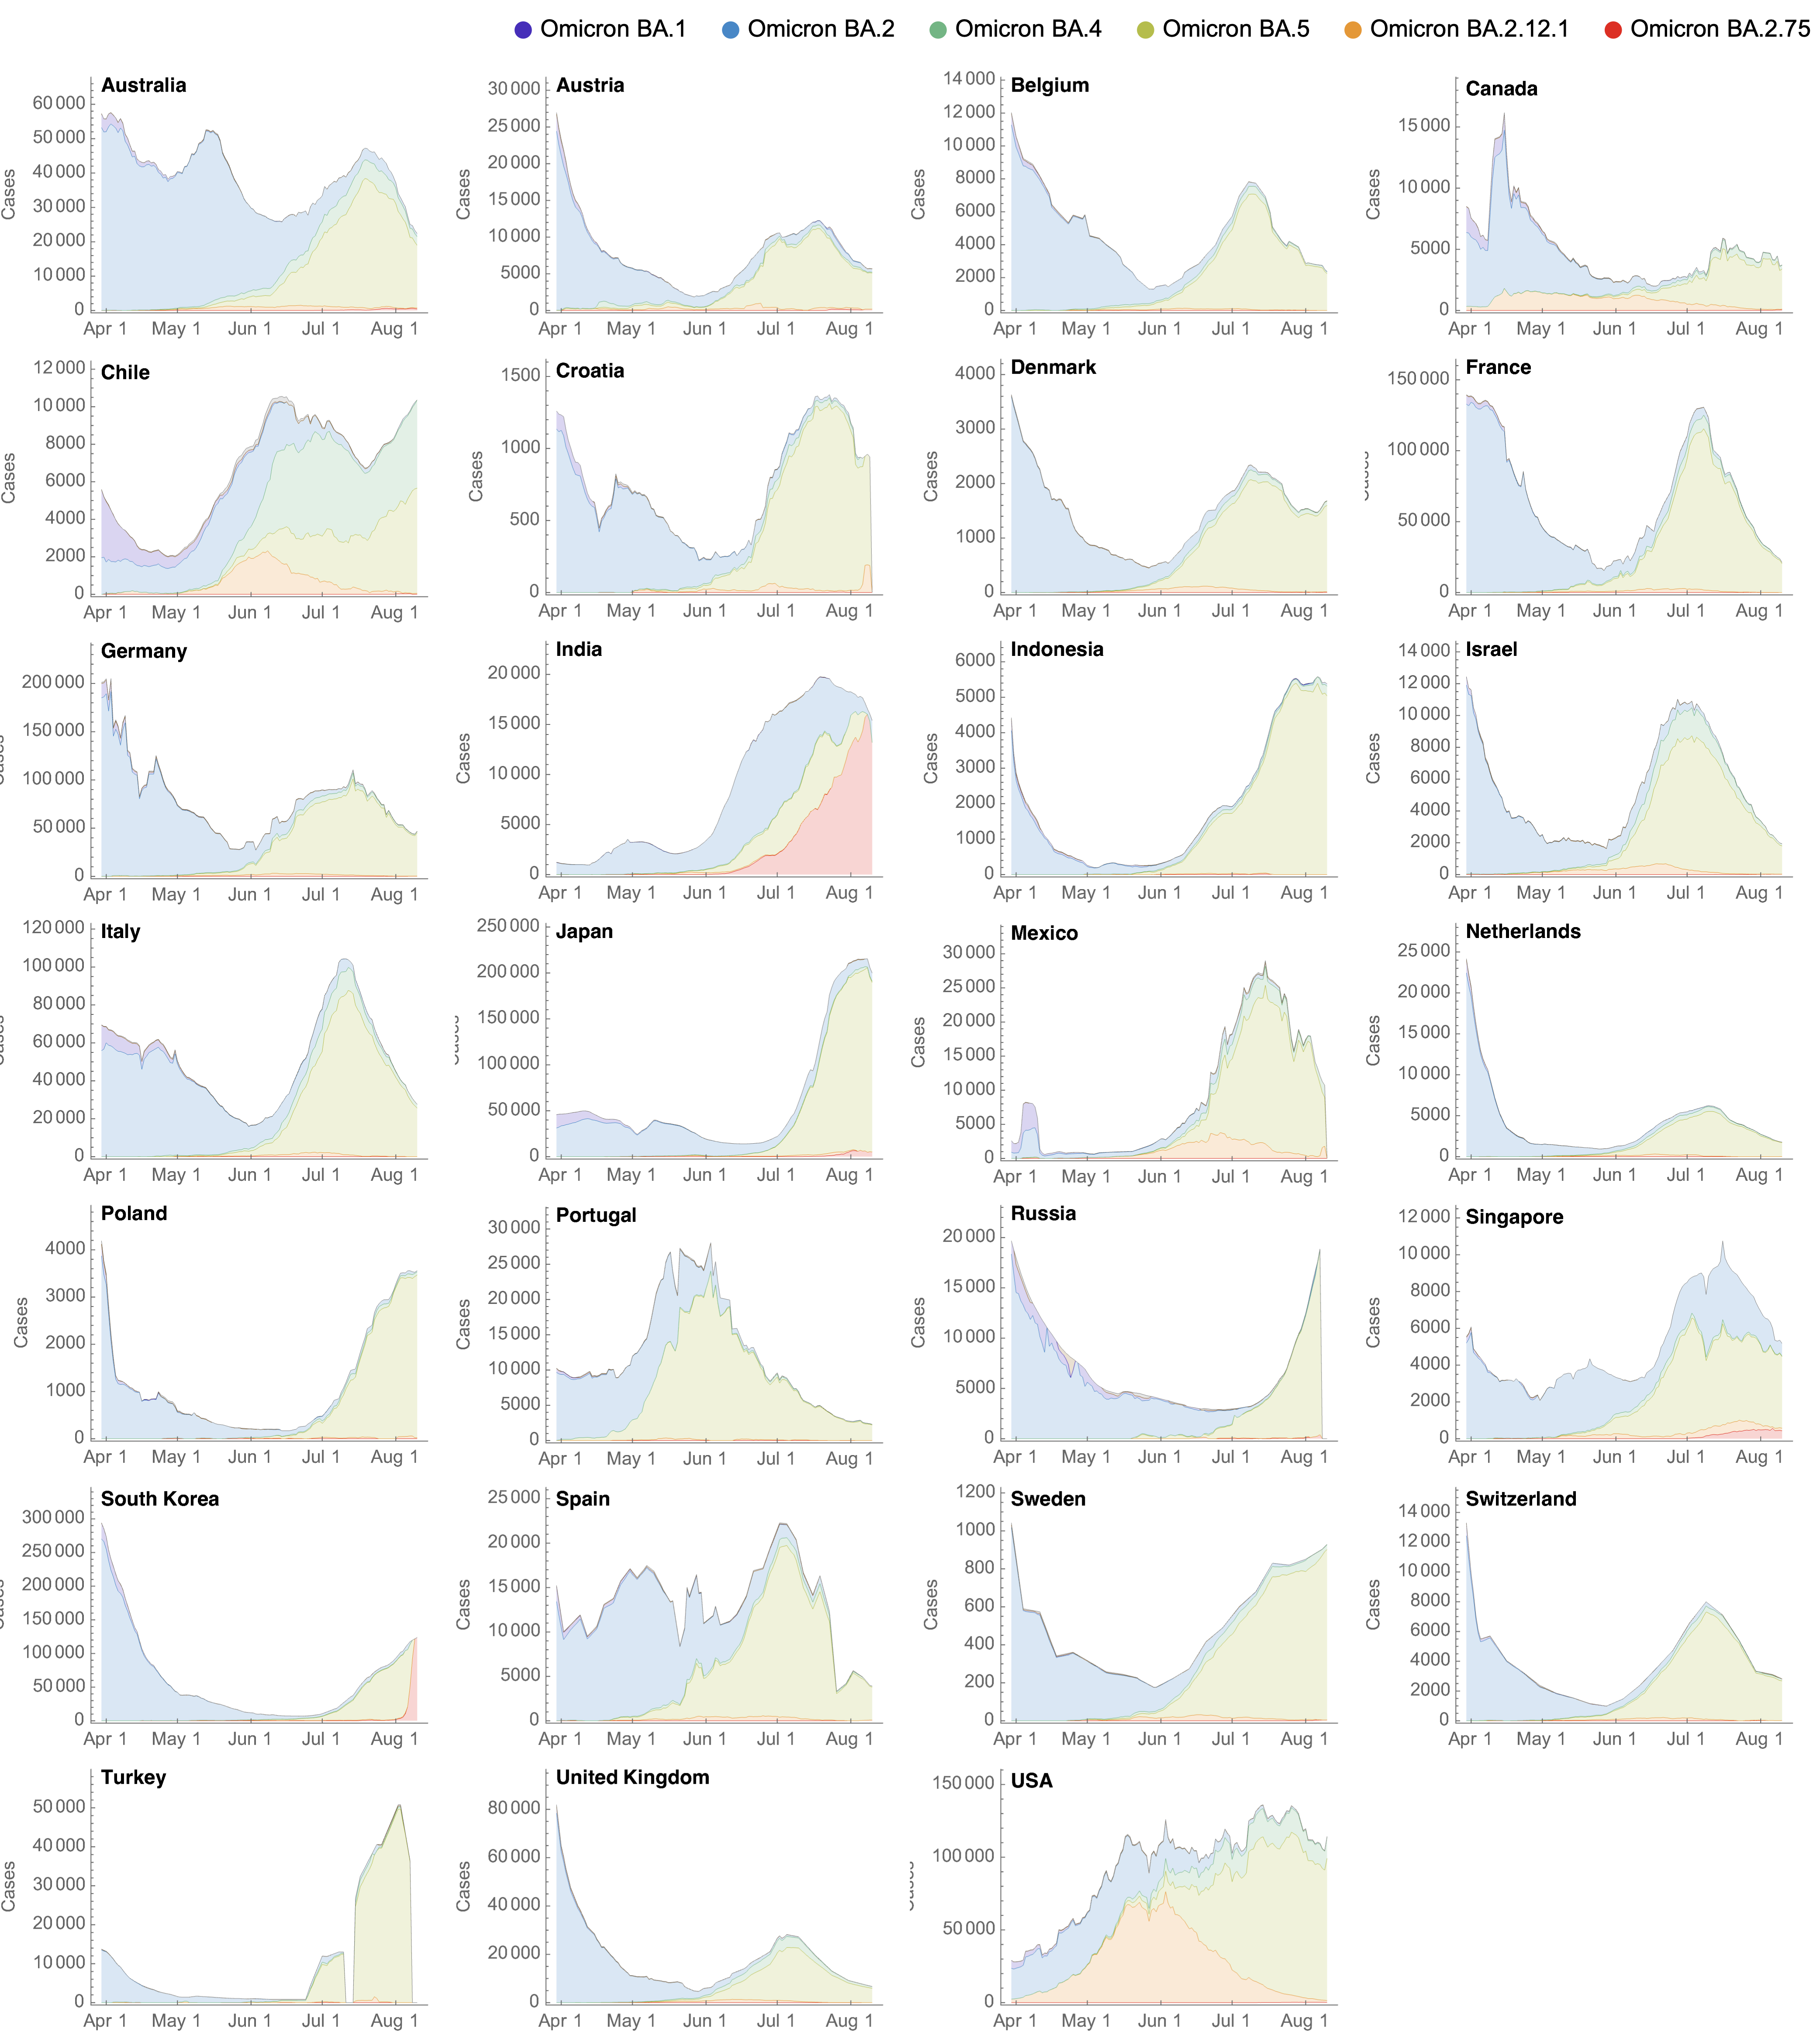 Omicron BA.1
Omicron BA.2
Omicron BA.4
Omicron BA.5
Omicron BA.2.12.1
Omicron BA.2.75
Australia
Cases
60 000
50 000
40 000
30 000
20 000
10 000
0
Apr 1 May 1 Jun 1 Jul 1 Aug 1
Austria
Cases
30 000
25 000
20 000
15 000
10 000
5000
0
Apr 1 May 1 Jun 1 Jul 1 Aug 1
Belgium
Cases
14 000
12 000
10 000
8000
6000
4000
2000
0
Apr 1 May 1 Jun 1 Jul 1 Aug 1
Canada
Cases
15 000
10 000
5000
0
Apr 1 May 1 Jun 1 Jul 1 Aug 1
Chile
Cases
12 000
10 000
8000
6000
4000
2000
0
Apr 1 May 1 Jun 1 Jul 1 Aug 1
Croatia
Cases
1500
1000
500
0
Apr 1 May 1 Jun 1 Jul 1 Aug 1
Denmark
Cases
4000
3000
2000
1000
0
Apr 1 May 1 Jun 1 Jul 1 Aug 1
France
150 000
100 000
50 000
0
Apr 1 May 1 Jun 1 Jul 1 Aug 1
Germany
200 000
150 000
100 000
50 000
0
Apr 1 May 1 Jun 1 Jul 1 Aug 1
India
Cases
20 000
15 000
10 000
5000
0
Apr 1 May 1 Jun 1 Jul 1 Aug 1
Indonesia
Cases
6000
5000
4000
3000
2000
1000
0
Apr 1 May 1 Jun 1 Jul 1 Aug 1
Israel
Cases
14 000
12 000
10 000
8000
6000
4000
2000
0
Apr 1 May 1 Jun 1 Jul 1 Aug 1
Italy
120 000
100 000
80 000
60 000
40 000
20 000
0
Apr 1 May 1 Jun 1 Jul 1 Aug 1
Japan
250 000
200 000
150 000
100 000
50 000
0
Apr 1 May 1 Jun 1 Jul 1 Aug 1
Mexico
Cases
30 000
25 000
20 000
15 000
10 000
5000
0
Apr 1 May 1 Jun 1 Jul 1 Aug 1
Netherlands
Cases
25 000
20 000
15 000
10 000
5000
0
Apr 1 May 1 Jun 1 Jul 1 Aug 1
Poland
Cases
4000
3000
2000
1000
0
Apr 1 May 1 Jun 1 Jul 1 Aug 1
Portugal
Cases
30 000
25 000
20 000
15 000
10 000
5000
0
Apr 1 May 1 Jun 1 Jul 1 Aug 1
Russia
Cases
20 000
15 000
10 000
5000
0
Apr 1 May 1 Jun 1 Jul 1 Aug 1
Singapore
Cases
12 000
10 000
8000
6000
4000
2000
0
Apr 1 May 1 Jun 1 Jul 1 Aug 1
South Korea
300 000
250 000
200 000
150 000
100 000
50 000
0
Apr 1 May 1 Jun 1 Jul 1 Aug 1
Spain
Cases
25 000
20 000
15 000
10 000
5000
0
Apr 1 May 1 Jun 1 Jul 1 Aug 1
Sweden
Cases
1200
1000
800
600
400
200
0
Apr 1 May 1 Jun 1 Jul 1 Aug 1
Switzerland
Cases
14 000
12 000
10 000
8000
6000
4000
2000
0
Apr 1 May 1 Jun 1 Jul 1 Aug 1
Turkey
Cases
50 000
40 000
30 000
20 000
10 000
0
Apr 1 May 1 Jun 1 Jul 1 Aug 1
United Kingdom
Cases
80 000
60 000
40 000
20 000
0
Apr 1 May 1 Jun 1 Jul 1 Aug 1
USA
150 000
100 000
50 000
0
Apr 1 May 1 Jun 1 Jul 1 Aug 1